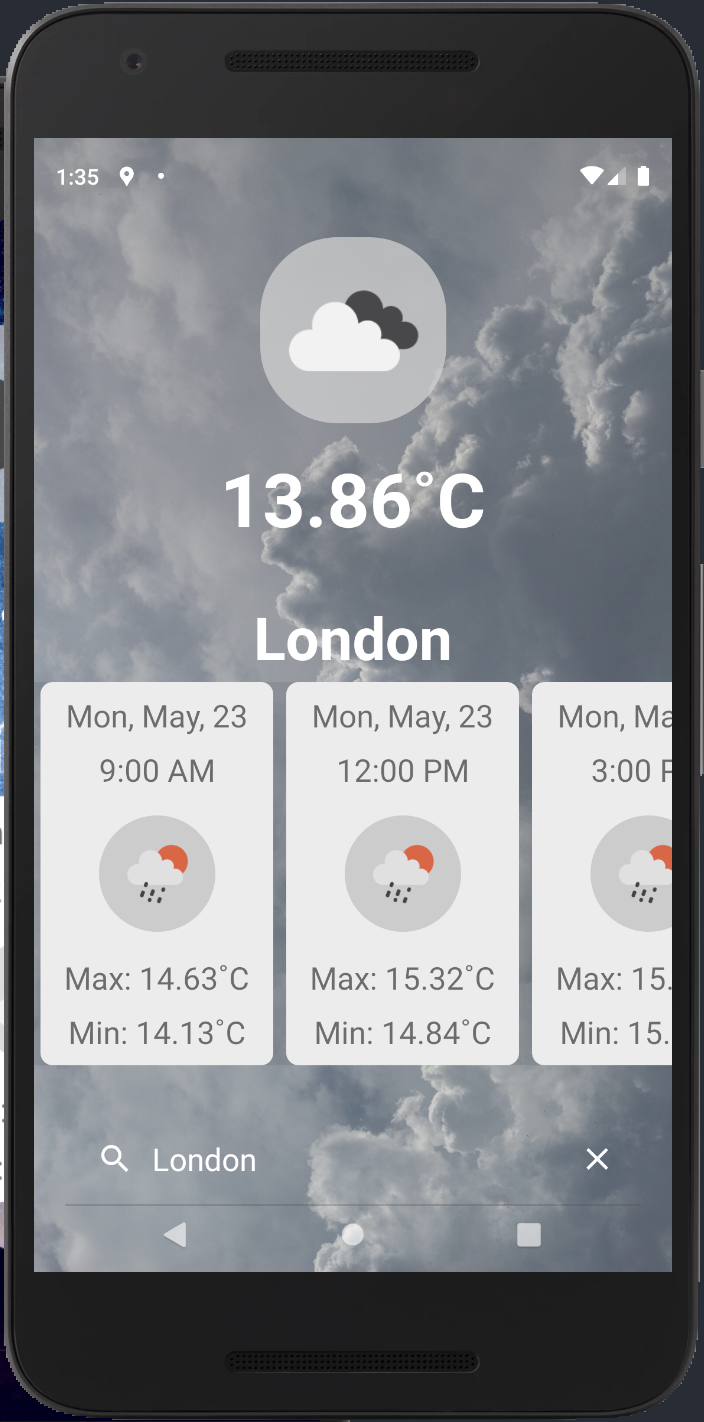 1:35
13.86°C
London
Mon, May, 23
9:00 AM
Max: 14.63°C
Min: 14.13°C
Mon, May, 23
12:00 PM
Max: 15.32°C
Min: 14.84°C
Mon, Ma
3:00 P
Max: 15.
Min: 15.
London